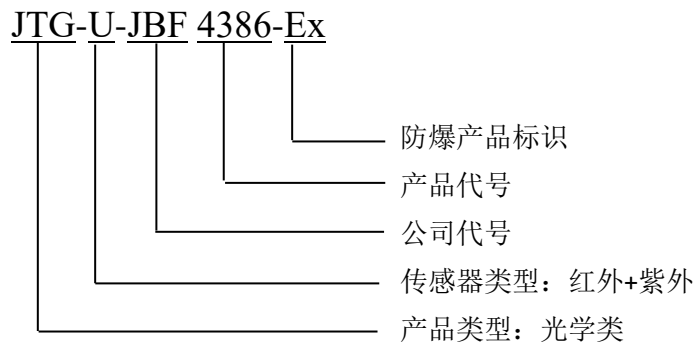 JTG-U-JBF 4386-Ex
防爆产品标识
产品代号
公司代号
传感器类型：红外+紫外
产品类型：光学类